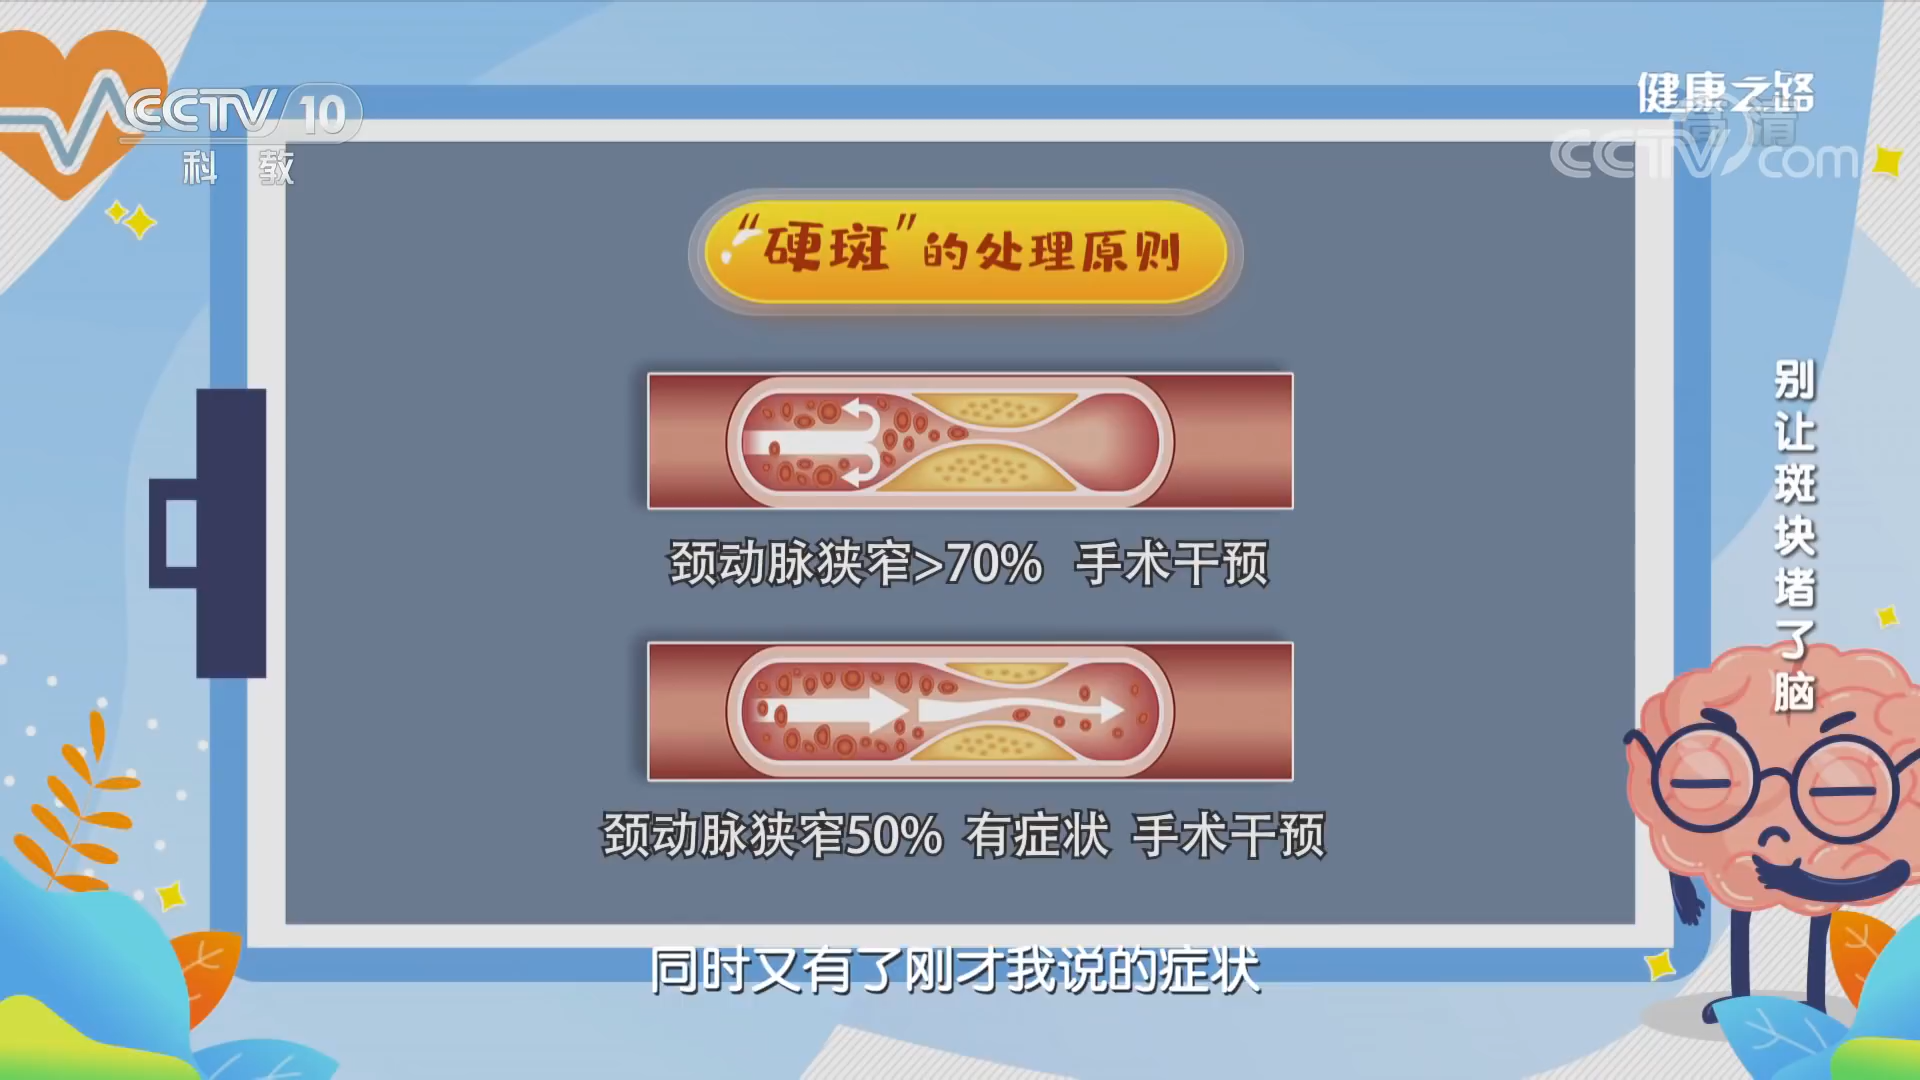 CCTV 10
科 教
健康之路
高清
CCTV.com
“硬斑”的处理原则
颈动脉狭窄>70% 手术干预
颈动脉狭窄50% 有症状 手术干预
别让斑块堵了脑
同时又有了刚才我说的症状